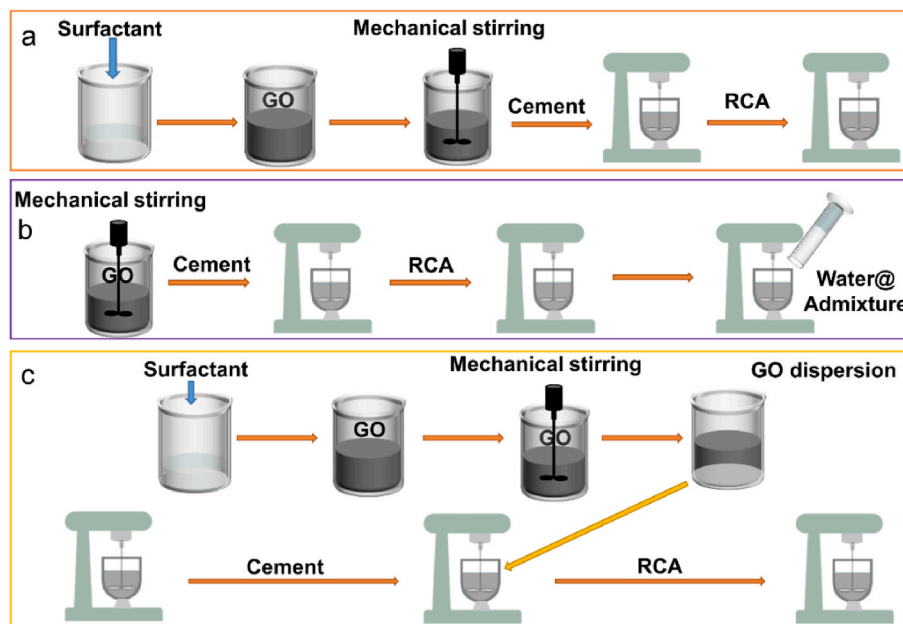 a
Surfactant
Mechanical stirring
GO
Cement
RCA
Mechanical stirring
b
GO
Cement
RCA
Water@
Admixture
c
Surfactant
Mechanical stirring
GO dispersion
GO
GO
Cement
RCA